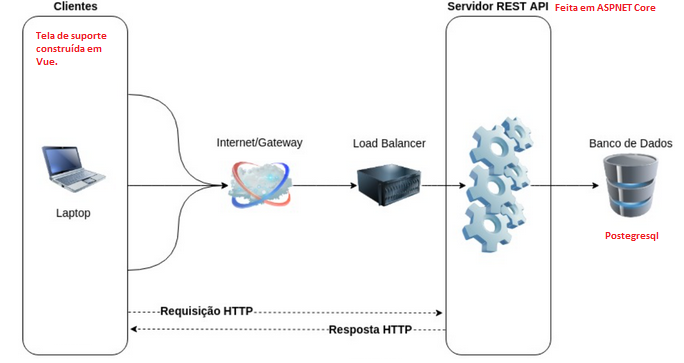 Clientes
Servidor REST API
Feita em ASPNET Core
Tela de suporte
construída em
Vue.
Internet/Gateway
Load Balancer
Banco de Dados
Laptop
Postegresql
Requisição HTTP
Resposta HTTP